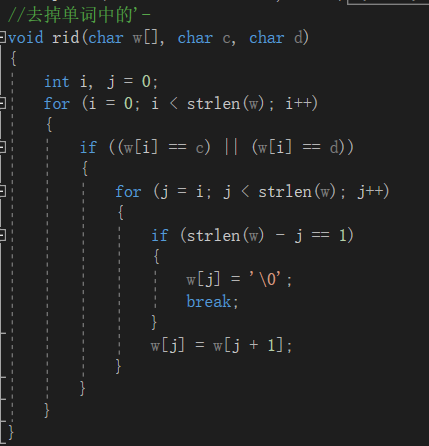 //去掉单词中的'-
void rid(char w[], char c, char d)
{
int i, j = 0;
for (i = 0; i < strlen(w); i++)
{
if ((w[i] == c) || (w[i] == d))
{
for (j = i; j < strlen(w); j++)
{
if (strlen(w) - j == 1)
{
w[j] = '\0';
break;
}
w[j] = w[j + 1];
}
}
}
}